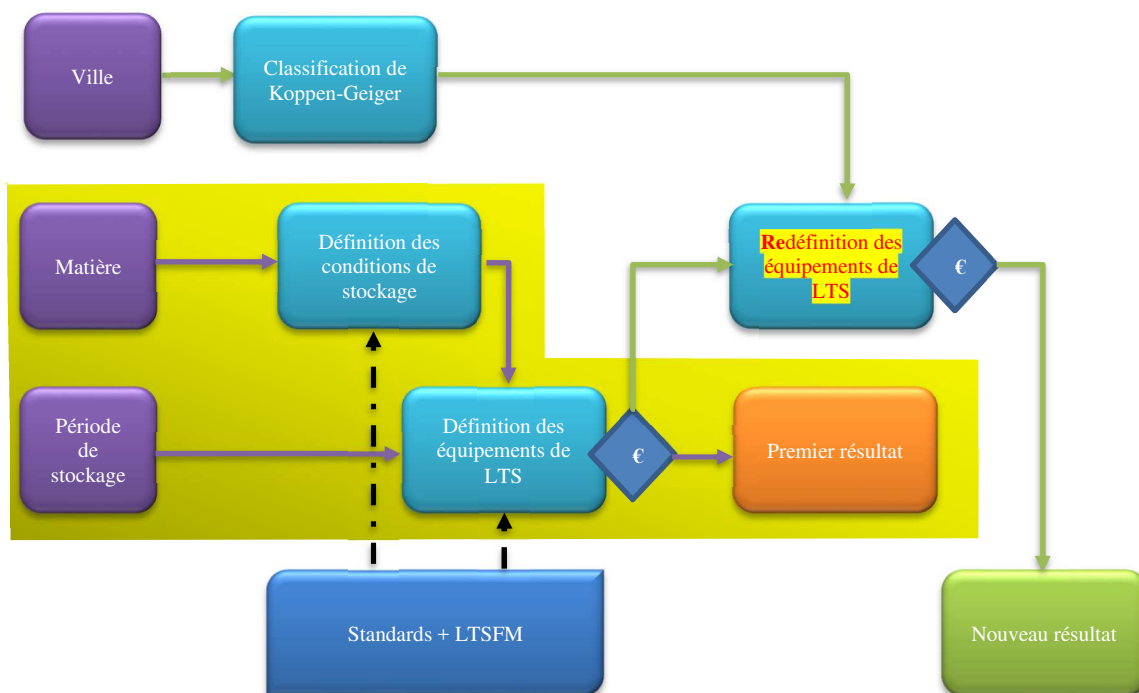 Ville
Classification de
Koppen-Geiger
Matière
Définition des
conditions de
stockage
Redéfinition des
équipements de
LTS
€
Période
de
stockage
Définition des
équipements de
LTS
€
Premier résultat
Standards + LTSFM
Nouveau résultat